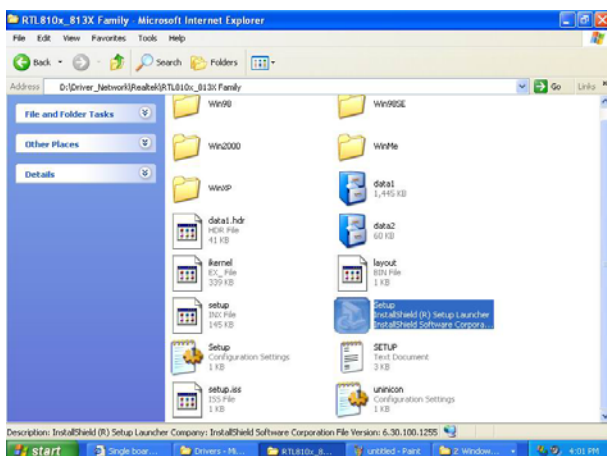 RTL810x_813X Family - Microsoft Internet Explorer
File Edit View Favorites Tools Help
Back Search Folders
Address D:\Driver_Network\Realtek\RTL810x_813X Family Go Links »
File and Folder Tasks
Other Places
Details
Win98
Win98SE
Win2000
WinMe
WinXP
data1
1,445 KB
data1.hdr
HDR File
41 KB
data2
60 KB
ikernel
EX_ File
339 KB
layout
BIN File
1 KB
setup
INX File
145 KB
Setup
InstallShield (R) Setup Launcher
InstallShield Software Corpora...
Setup
Configuration Settings
1 KB
SETUP
Text Document
3 KB
setup.iss
ISS File
1 KB
uninicon
Configuration Settings
1 KB
Description: InstallShield (R) Setup Launcher Company: InstallShield Software Corporation File Version: 6.30.100.1255
start Single boar... Drivers - Mi... RTL810x_8... untitled - Paint 2 Window... 4:01 PM